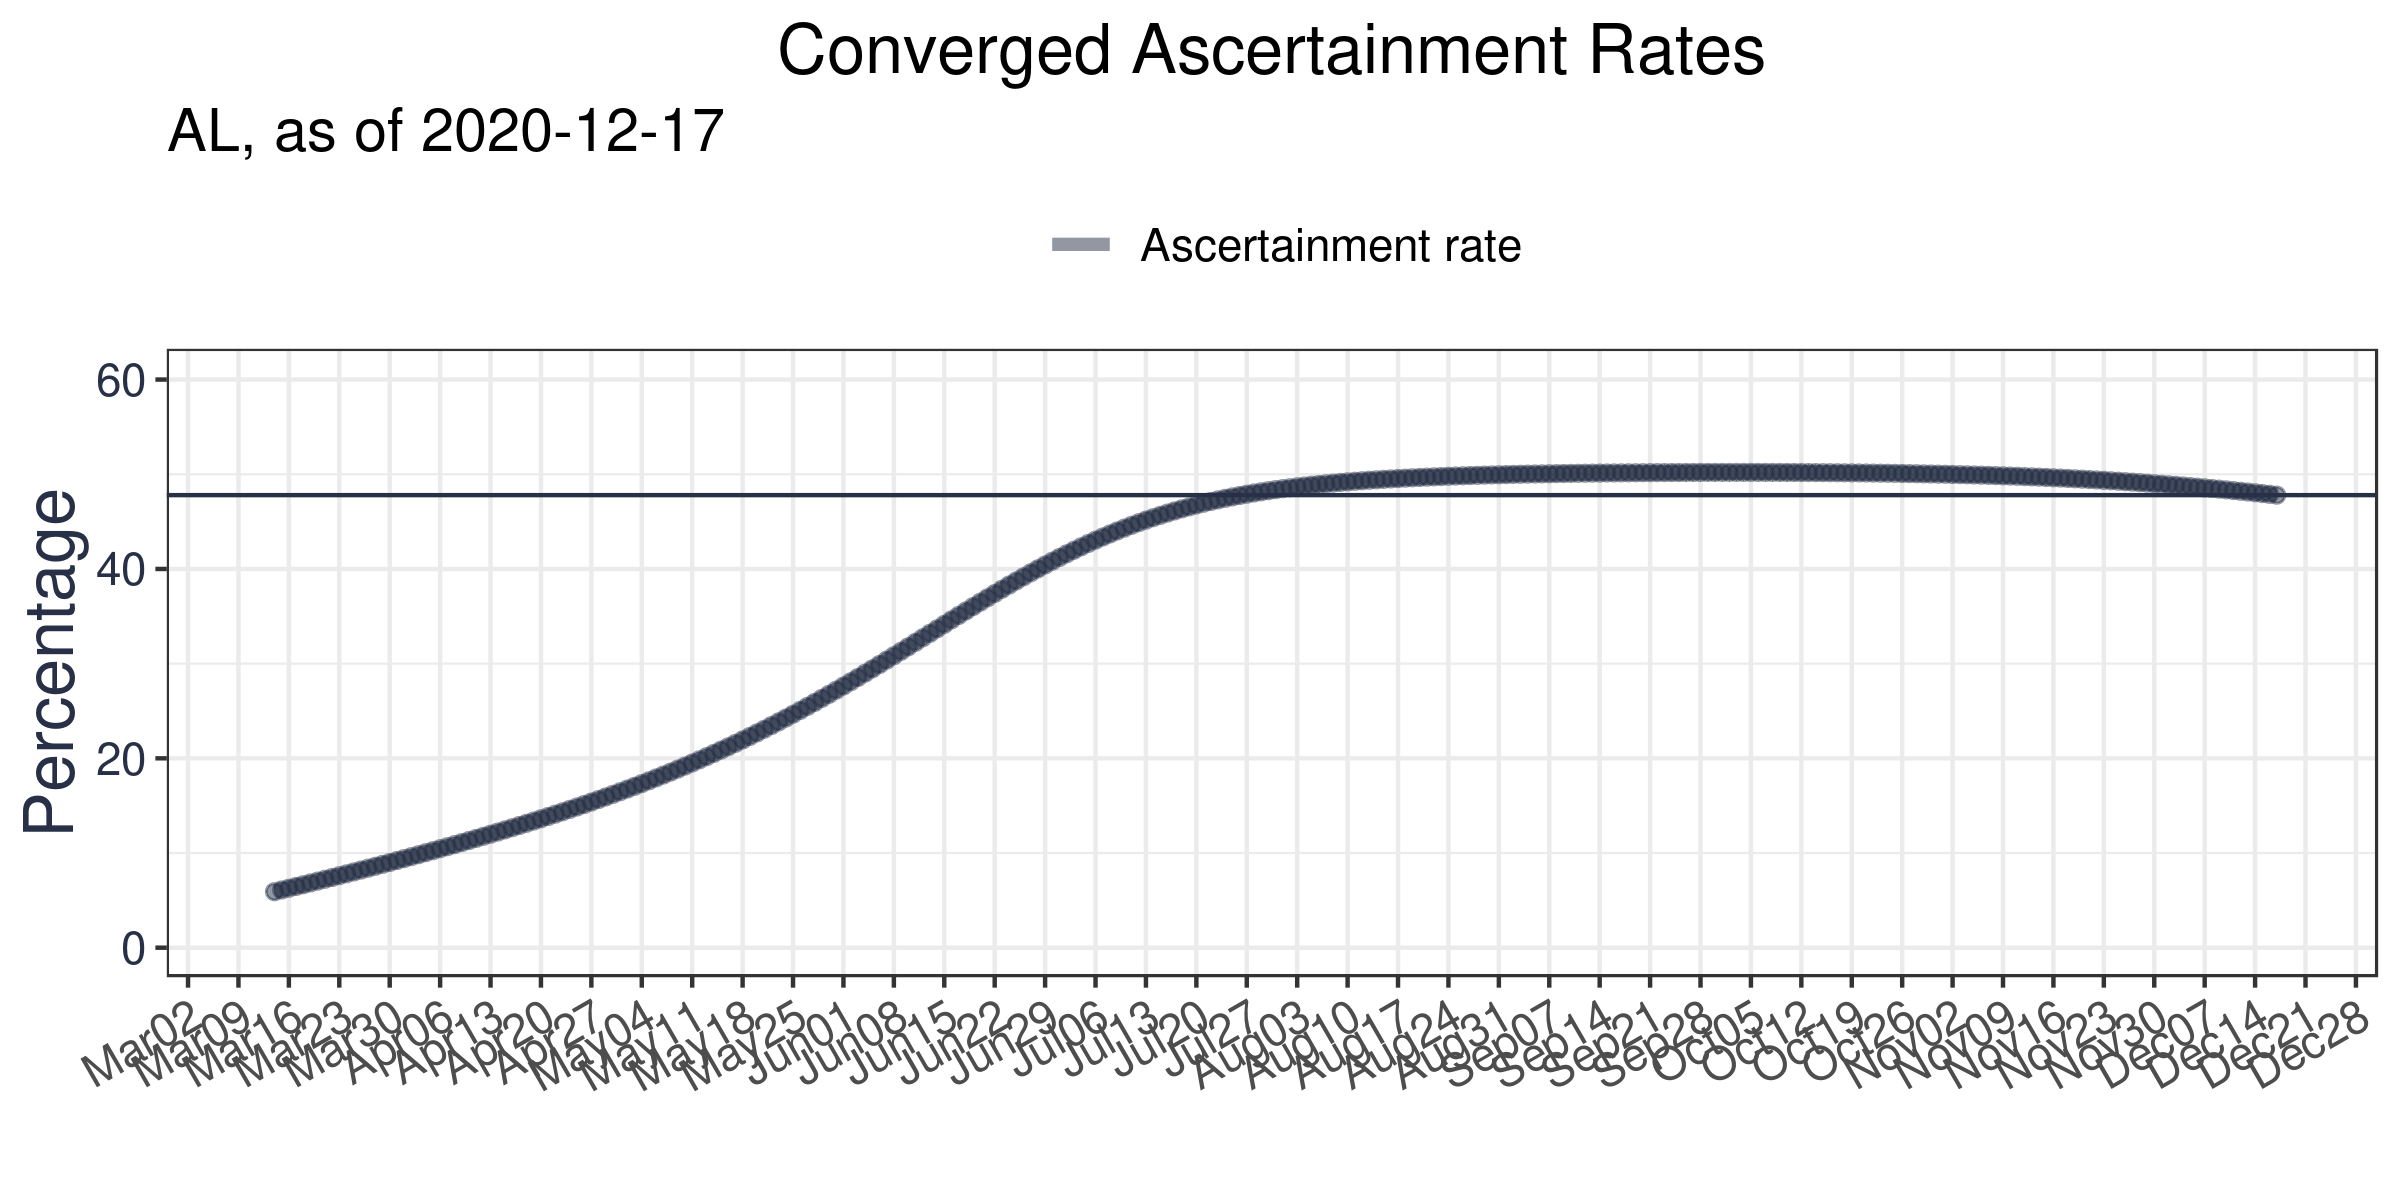 Converged Ascertainment Rates
AL, as of 2020-12-17
Ascertainment rate
Percentage
60
40
20
0
Mar02 Mar09 Mar16 Mar23 Mar30 Apr06 Apr13 Apr20 Apr27 May04 May11 May18 May25 Jun01 Jun08 Jun15 Jun22 Jun29 Jul06 Jul13 Jul20 Jul27 Aug03 Aug10 Aug17 Aug24 Aug31 Sep07 Sep14 Sep21 Sep28 Oct05 Oct12 Oct19 Oct26 Nov02 Nov09 Nov16 Nov23 Nov30 Dec07 Dec14 Dec21 Dec28